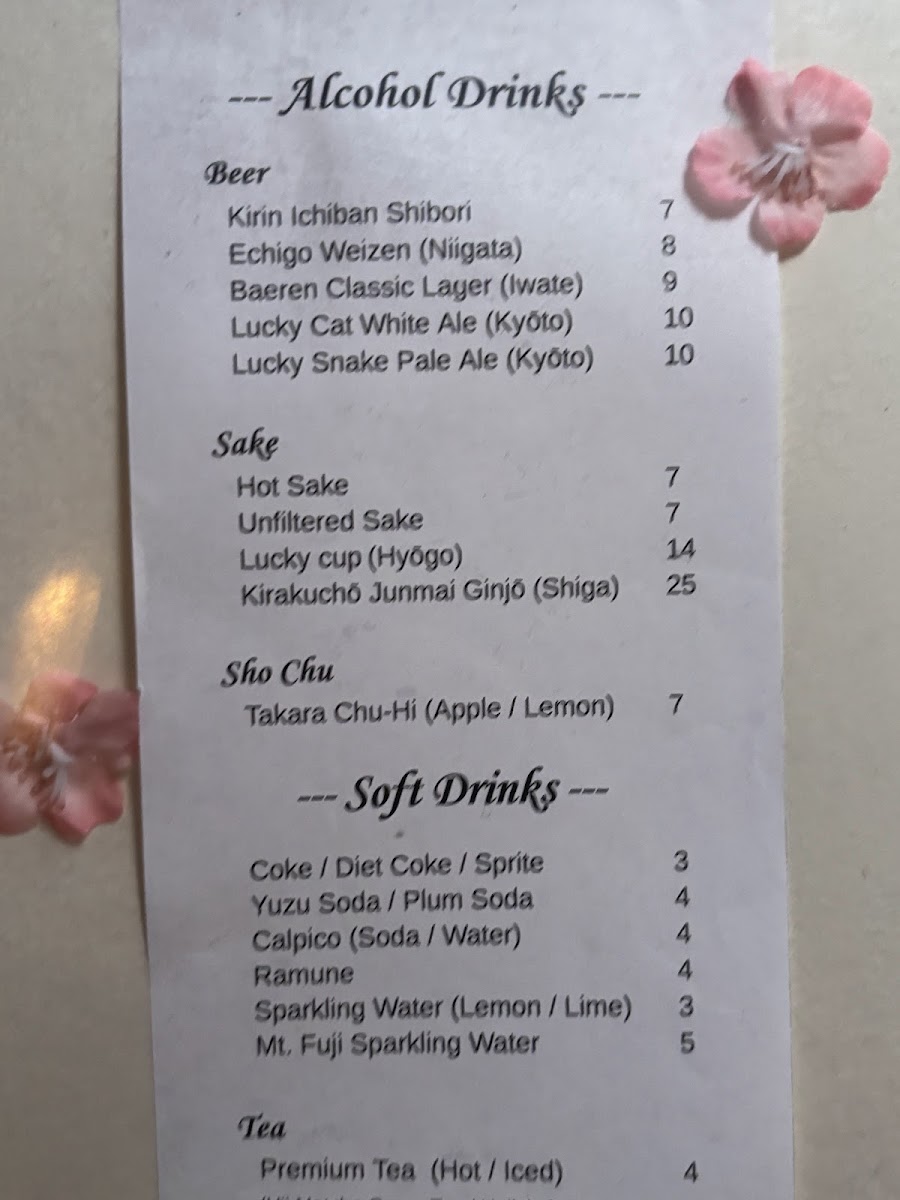 --- Alcohol Drinks ---
Beer
Kirin Ichiban Shibori 7
Echigo Weizen (Niigata) 8
Baeren Classic Layer (Iwate) 9
Lucky Cat White Ale (Kyōto) 10
Lucky Snake Pale Ale (Kyōto) 10
Sake
Hot Sake 7
Unfiltered Sake 7
Lucky cup (Hyōgo) 14
Kirakuchō Junmai Ginjō (Shiga) 25
Sho Chu
Takara Chu-Hi (Apple / Lemon) 7
--- Soft Drinks ---
Coke / Diet Coke / Sprite 3
Yuzu Soda / Plum Soda 4
Calpico (Soda / Water) 4
Ramune 4
Sparkling Water (Lemon / Lime) 3
Mt. Fuji Sparkling Water 5
Tea
Premium Tea (Hot / Iced) 4